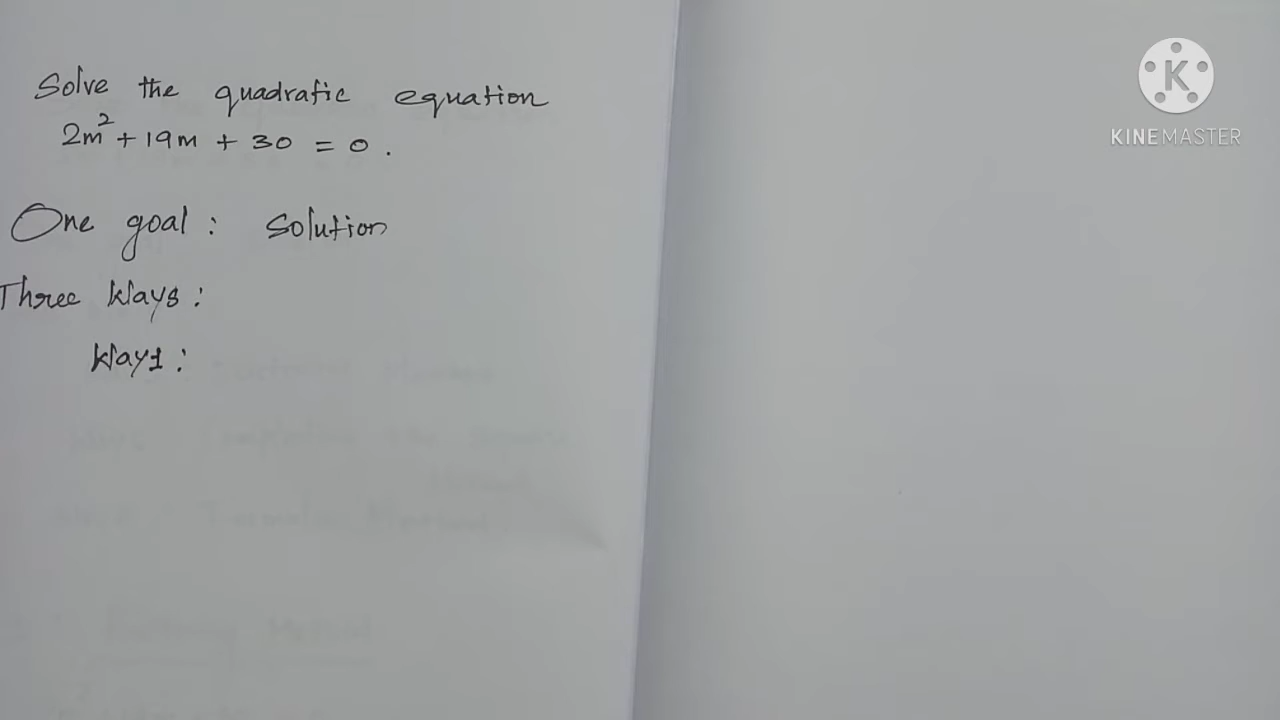 Solve the quadratic equation
2m² + 19m + 30 = 0 .
One goal : Solution
Three Ways :
Way1 :
K
KINEMASTER